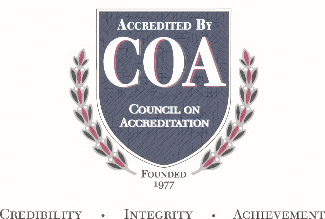 ACCREDITED BY
COA
COUNCIL ON
ACCREDITATION
FOUNDED
1977
CREDIBILITY • INTEGRITY • ACHIEVEMENT